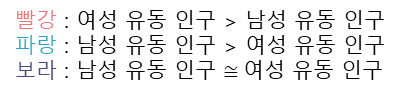 빨강 : 여성 유동 인구 > 남성 유동 인구
파랑 : 남성 유동 인구 > 여성 유동 인구
보라 : 남성 유동 인구 ≅ 여성 유동 인구